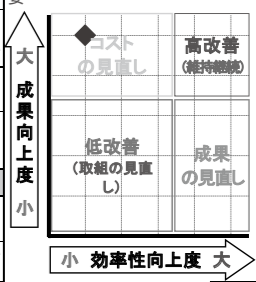 大
成果向上度
小
コスト
の見直し
高改善
(維持継続)
低改善
(取組の見直
し)
成果
の見直し
小 効率性向上度 大